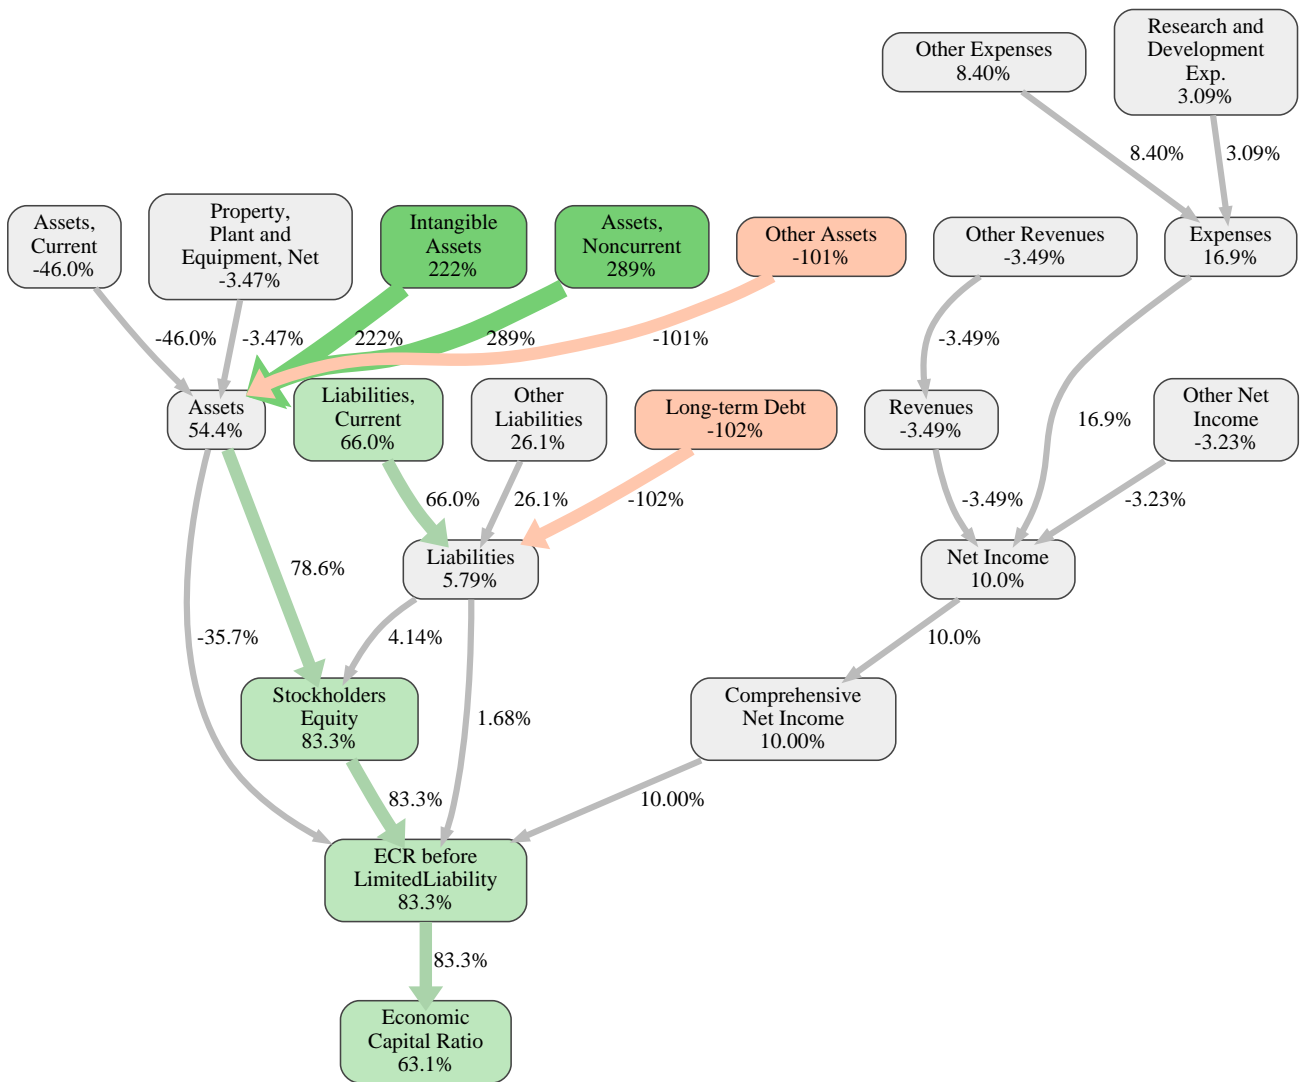 Other Expenses
8.40%
Research and
Development
Exp.
3.09%
8.40%
3.09%
Assets,
Current
-46.0%
Property,
Plant and
Equipment, Net
-3.47%
Intangible
Assets
222%
Assets,
Noncurrent
289%
Other Assets
-101%
Other Revenues
-3.49%
Expenses
16.9%
-46.0%
-3.47%
222%
289%
-101%
-3.49%
Assets
54.4%
Liabilities,
Current
66.0%
Other
Liabilities
26.1%
Long-term Debt
-102%
Revenues
-3.49%
16.9%
Other Net
Income
-3.23%
66.0%
26.1%
-102%
-3.49%
-3.23%
78.6%
Liabilities
5.79%
Net Income
10.0%
-35.7%
4.14%
10.0%
Stockholders
Equity
83.3%
1.68%
Comprehensive
Net Income
10.00%
83.3%
10.00%
ECR before
LimitedLiability
83.3%
83.3%
Economic
Capital Ratio
63.1%